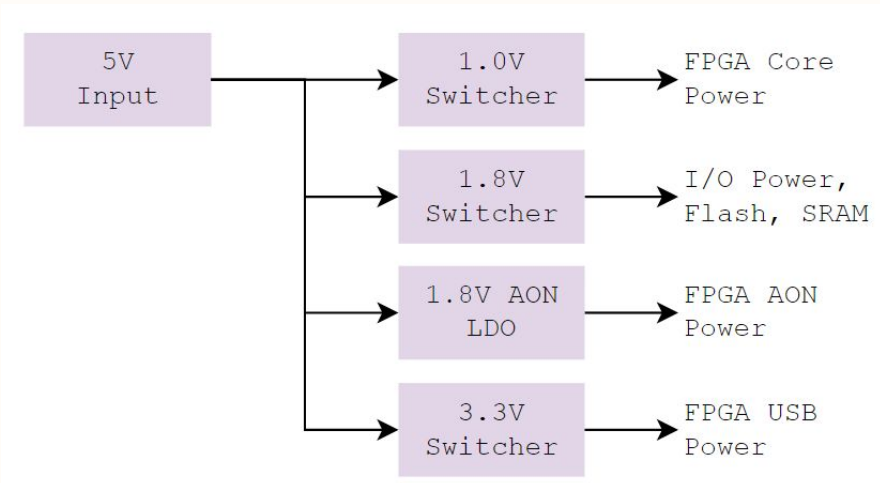 5V
Input
1.0V
Switcher
FPGA Core
Power
1.8V
Switcher
I/O Power,
Flash, SRAM
1.8V AON
LDO
FPGA AON
Power
3.3V
Switcher
FPGA USB
Power